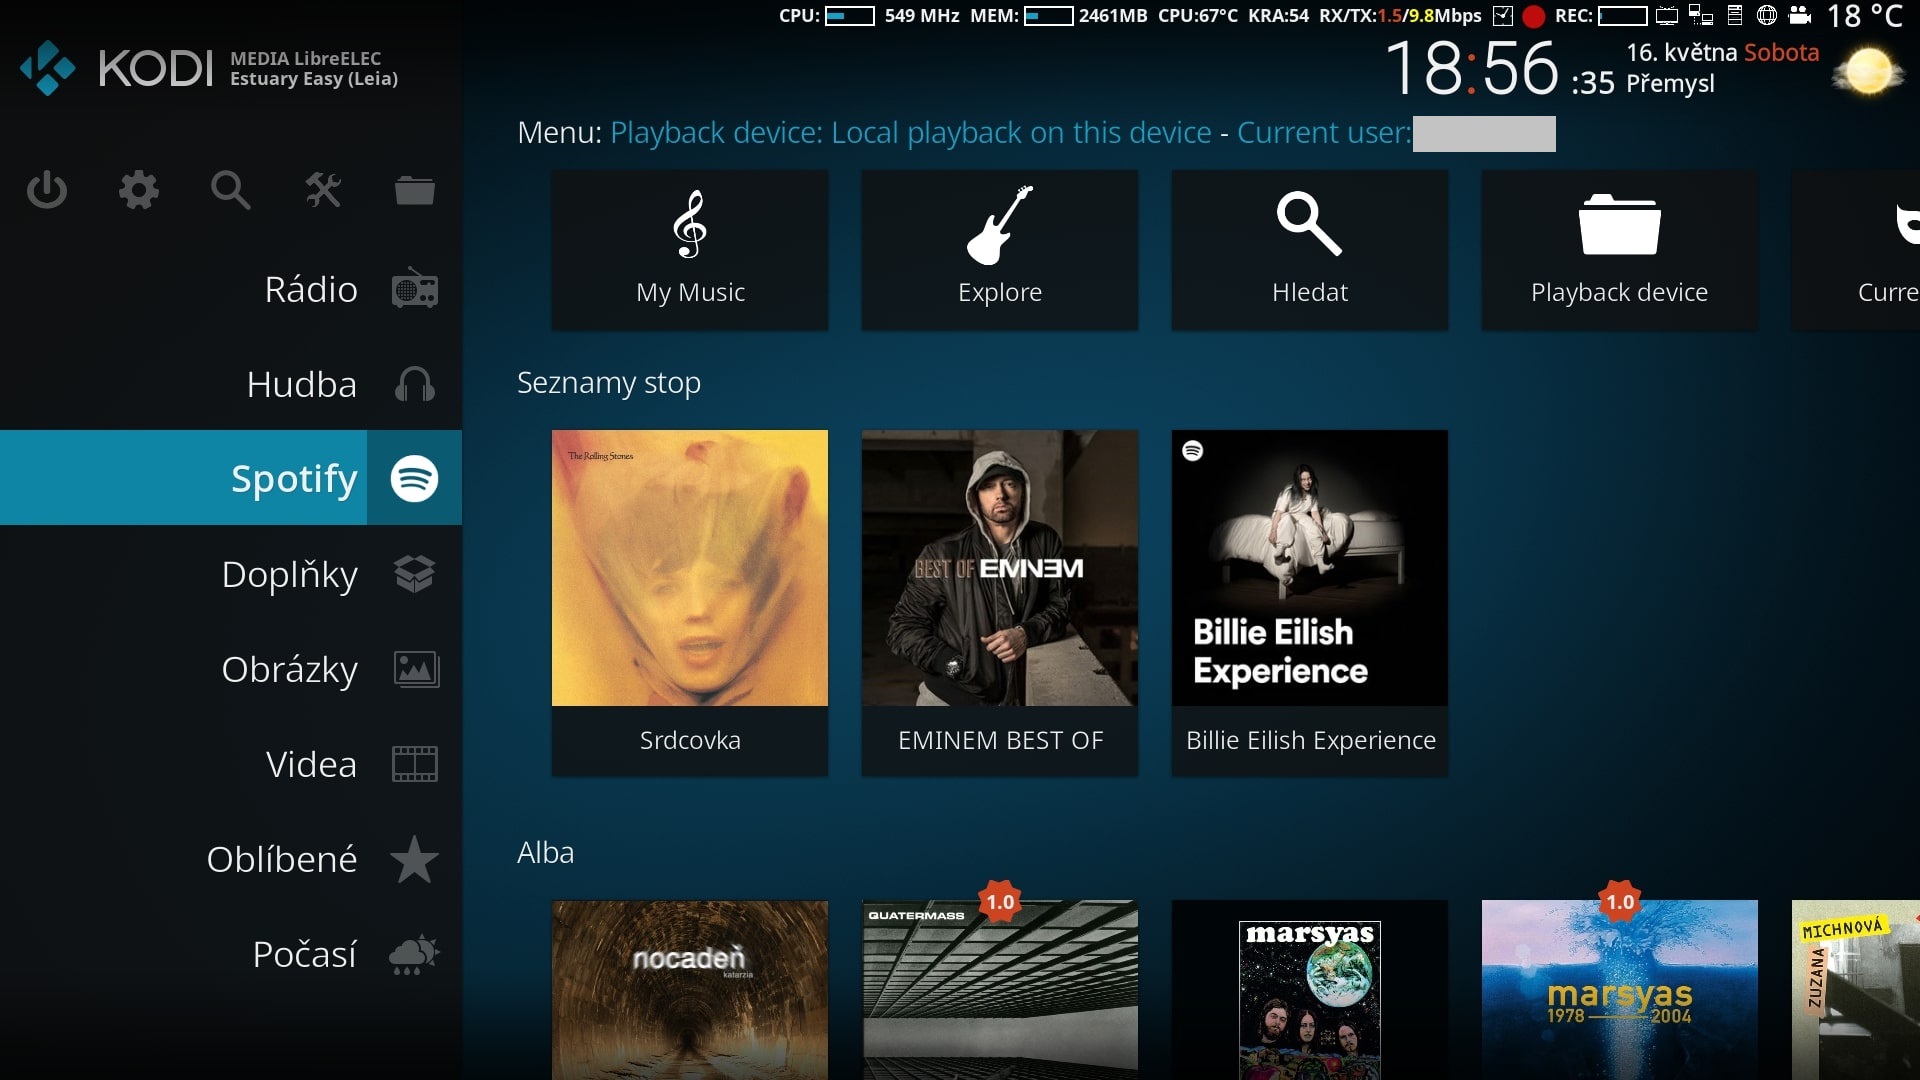 CPU: 549 MHz MEM: 2461MB CPU:67°C KRA:54 RX/TX:1.5/9.8Mbps REC: 18 °C
KODI
MEDIA LibreELEC
Estuary Easy (Leia)
18:56 :35
16. května Sobota
Přemysl
Menu: Playback device: Local playback on this device - Current user:
My Music
Explore
Hledat
Playback device
Curre
Rádio
Hudba
Spotify
Doplňky
Obrázky
Videa
Oblíbené
Počasí
Seznamy stop
The Rolling Stones
BEST OF EMINEM
Billie Eilish
Experience
Srdcovka
EMINEM BEST OF
Billie Eilish Experience
Alba
nocadeň
katarzia
QUATERMASS
1.0
marsyas
1.0
marsyas
1978 2004
MICHNOVÁ
ZUZANA